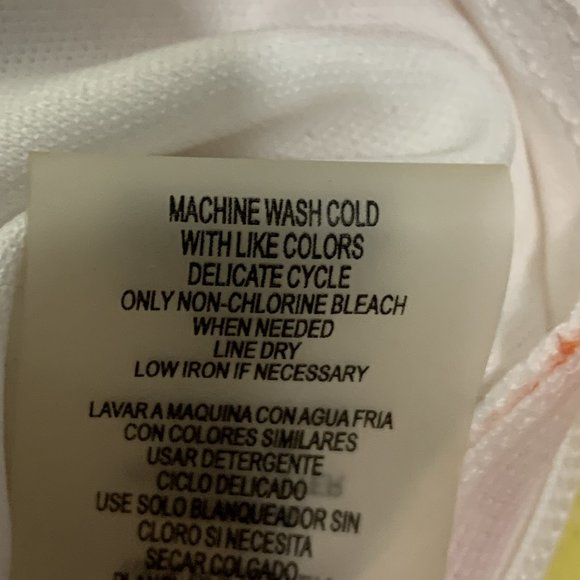 MACHINE WASH COLD
WITH LIKE COLORS
DELICATE CYCLE
ONLY NON-CHLORINE BLEACH
WHEN NEEDED
LINE DRY
LOW IRON IF NECESSARY
LAVAR A MAQUINA CON AGUA FRIA
CON COLORES SIMILARES
USAR DETERGENTE
CICLO DELICADO
USE SOLO BLANQUEADOR SIN
CLORO SI NECESITA
SECAR COLGADO